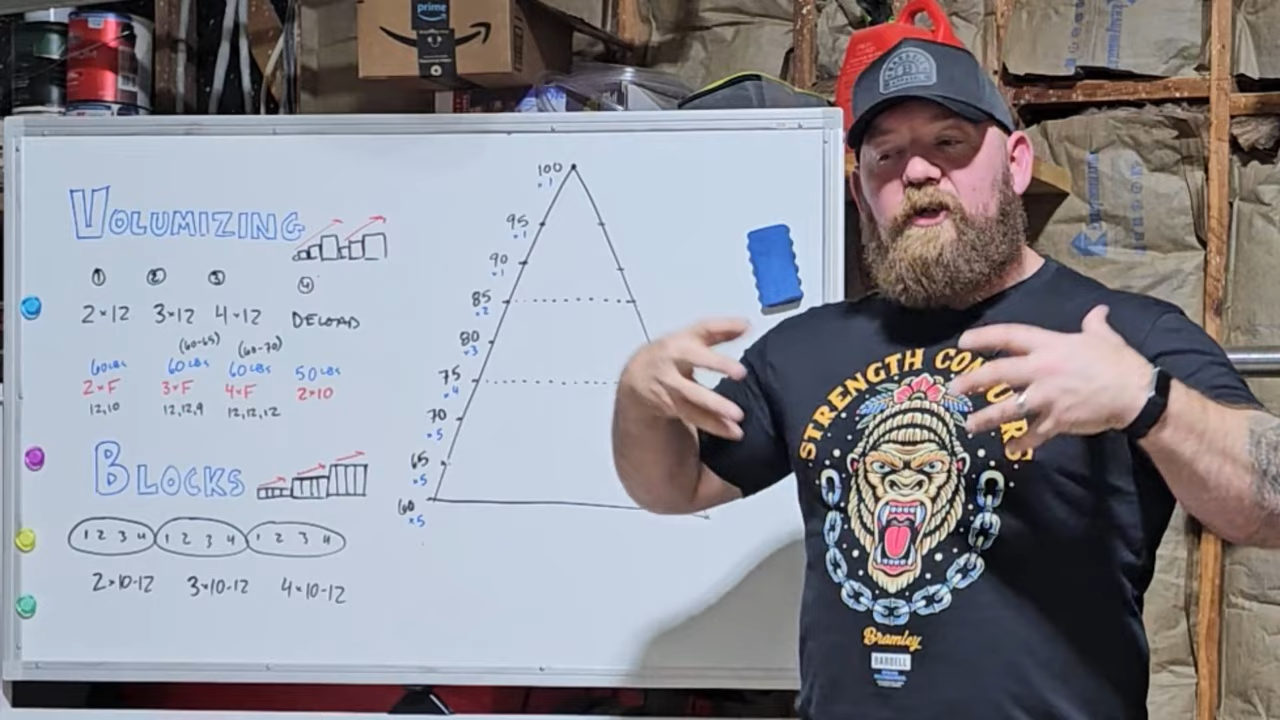 prime
VOLUMIZING
① ② ③ ④
2×12 3×12 4×12 DELOAD
(60-65) (60-70)
60LBS 60LBS 60LBS 50LBS
2×F 3×F 4×F 2×10
12,10 12,12,9 12,12,12
BLOCKS
1 2 3 4 1 2 3 4 1 2 3 4
2×10-12 3×10-12 4×10-12
100
×1
95
×1
90
×1
85
×2
80
×3
75
×4
70
×5
65
×5
60
×5
STRENGTH
Bramley
BARBELL